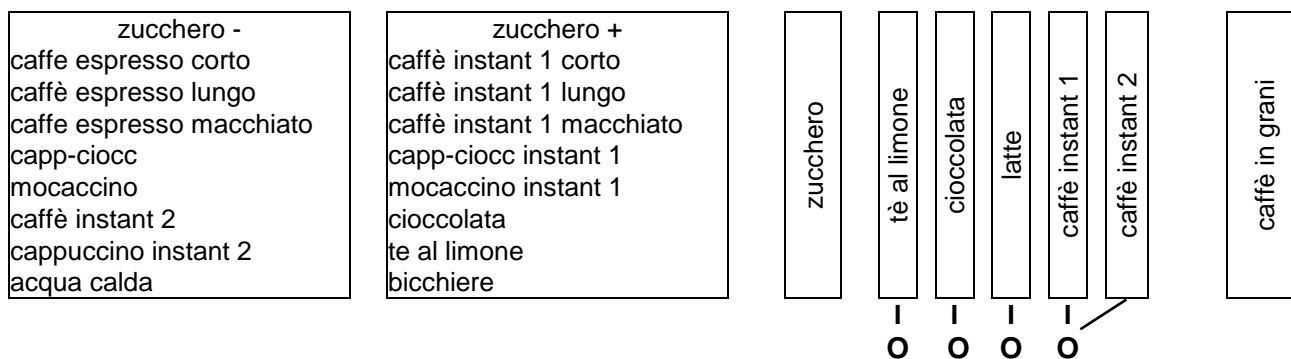 zucchero -
caffe espresso corto
caffè espresso lungo
caffe espresso macchiato
capp-ciocc
mocaccino
caffè instant 2
cappuccino instant 2
acqua calda
zucchero +
caffè instant 1 corto
caffè instant 1 lungo
caffè instant 1 macchiato
capp-ciocc instant 1
mocaccino instant 1
cioccolata
te al limone
bicchiere
zucchero
tè al limone
cioccolata
latte
caffè instant 1
caffè instant 2
caffè in grani
I I I I
O O O O